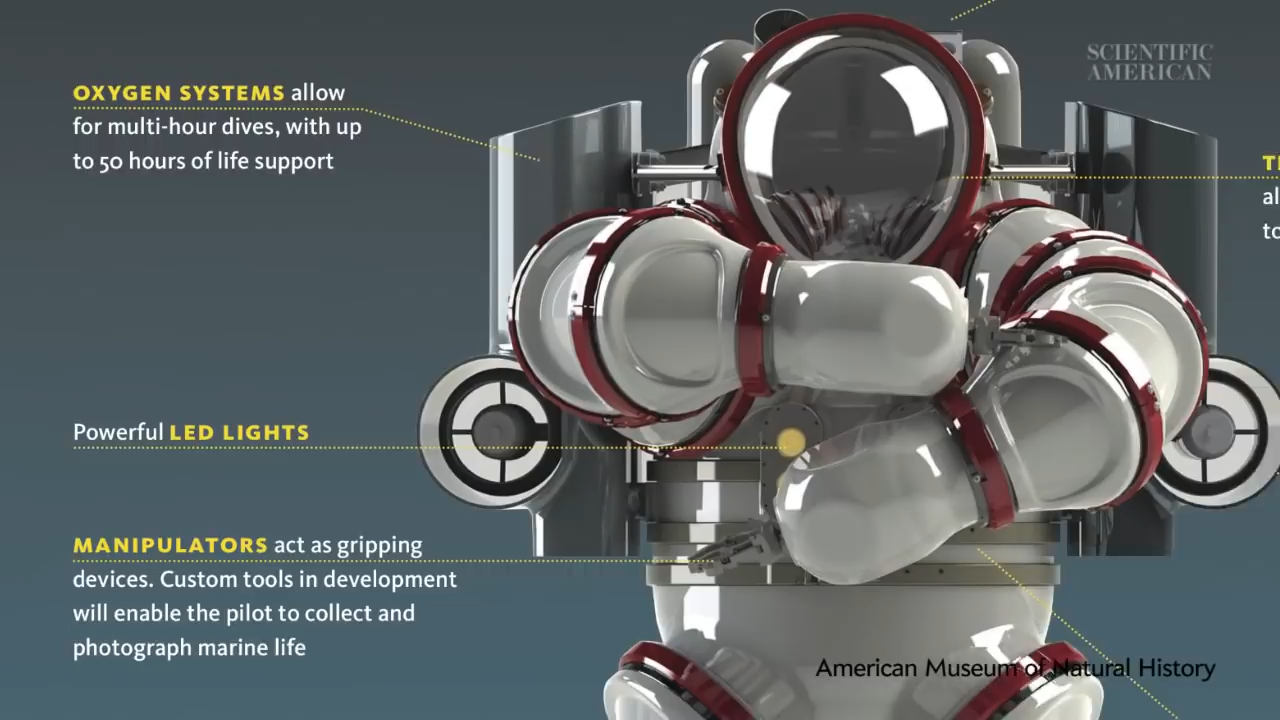 SCIENTIFIC
AMERICAN
OXYGEN SYSTEMS allow
for multi-hour dives, with up
to 50 hours of life support
Powerful LED LIGHTS
MANIPULATORS act as gripping
devices. Custom tools in development
will enable the pilot to collect and
photograph marine life
American Museum of Natural History